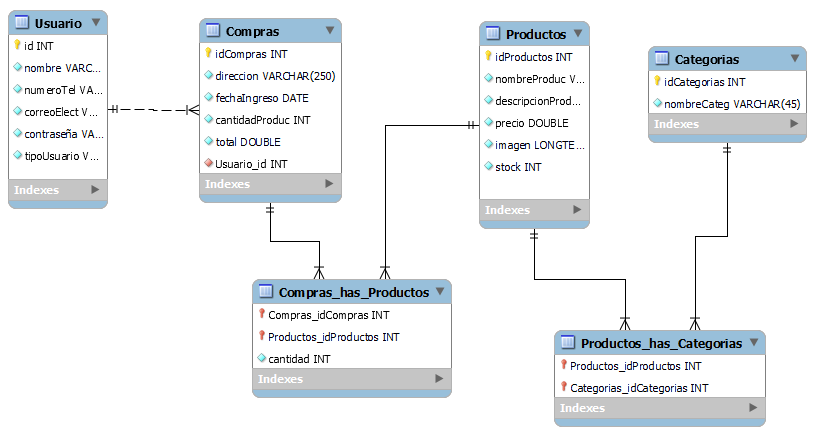 Usuario
id INT
nombre VARC...
numeroTel VA...
correoElect V...
contraseña VA...
tipoUsuario V...
Indexes
Compras
idCompras INT
direccion VARCHAR(250)
fechaIngreso DATE
cantidadProduc INT
total DOUBLE
Usuario_id INT
Indexes
Productos
idProductos INT
nombreProduc V...
descripcionProd...
precio DOUBLE
imagen LONGTE...
stock INT
Indexes
Categorias
idCategorias INT
nombreCateg VARCHAR(45)
Indexes
Compras_has_Productos
Compras_idCompras INT
Productos_idProductos INT
cantidad INT
Indexes
Productos_has_Categorias
Productos_idProductos INT
Categorias_idCategorias INT
Indexes